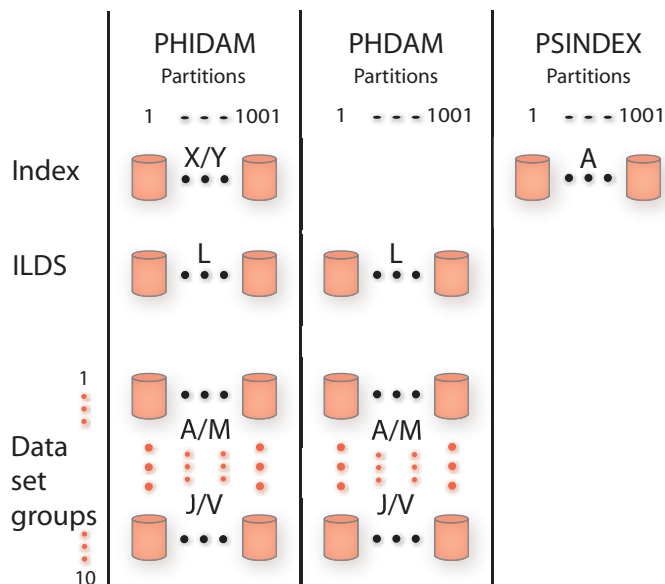 PHIDAM PHDAM PSINDEX
Partitions Partitions Partitions
1 1001 1 1001 1 1001
Index X/Y A
ILDS L L
1
A/M A/M
Data
set
groups J/V J/V
10